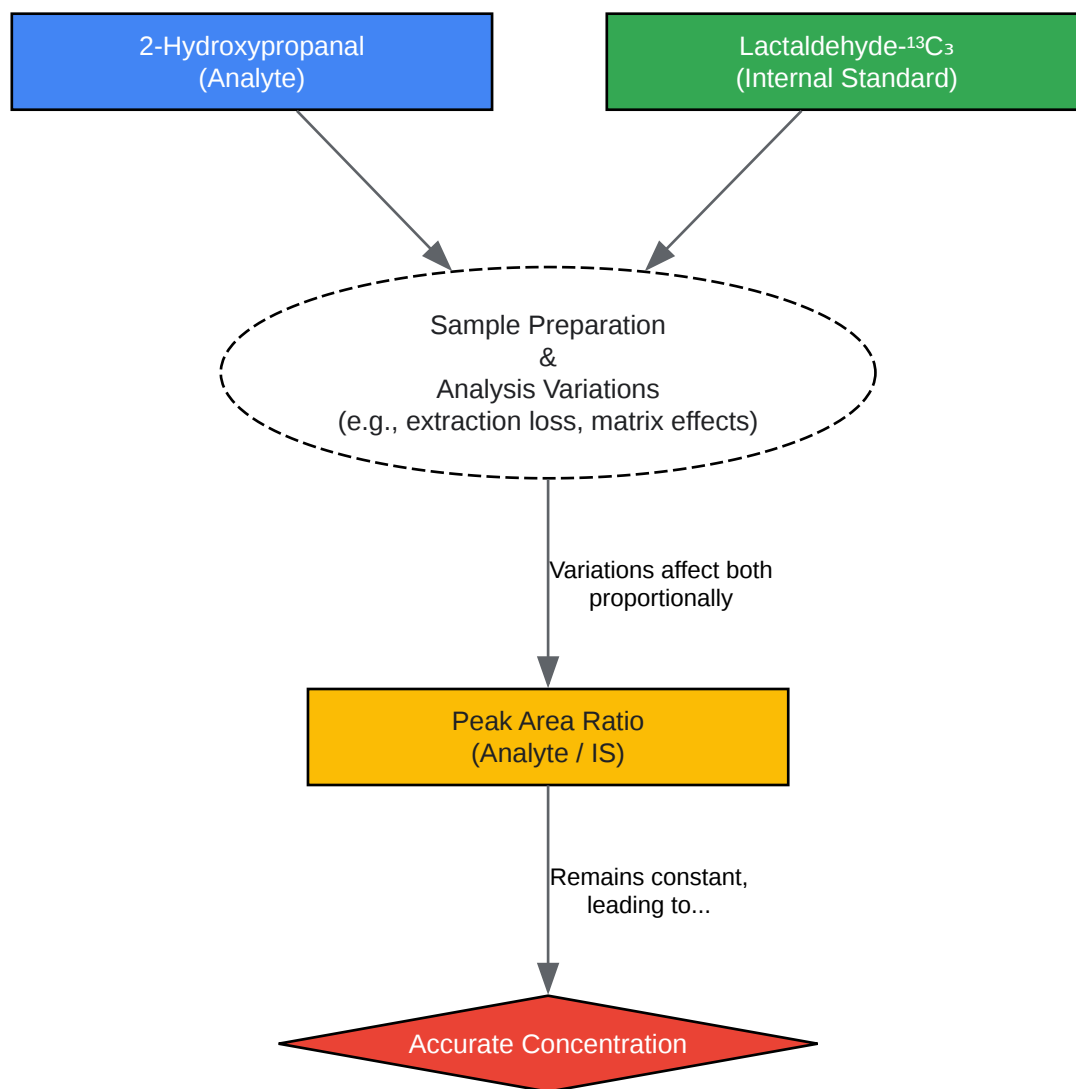 2-Hydroxypropanal
(Analyte)
Lactaldehyde-¹³C₃
(Internal Standard)
Sample Preparation
&
Analysis Variations
(e.g., extraction loss, matrix effects)
Variations affect both
proportionally
Peak Area Ratio
(Analyte / IS)
Remains constant,
leading to...
Accurate Concentration